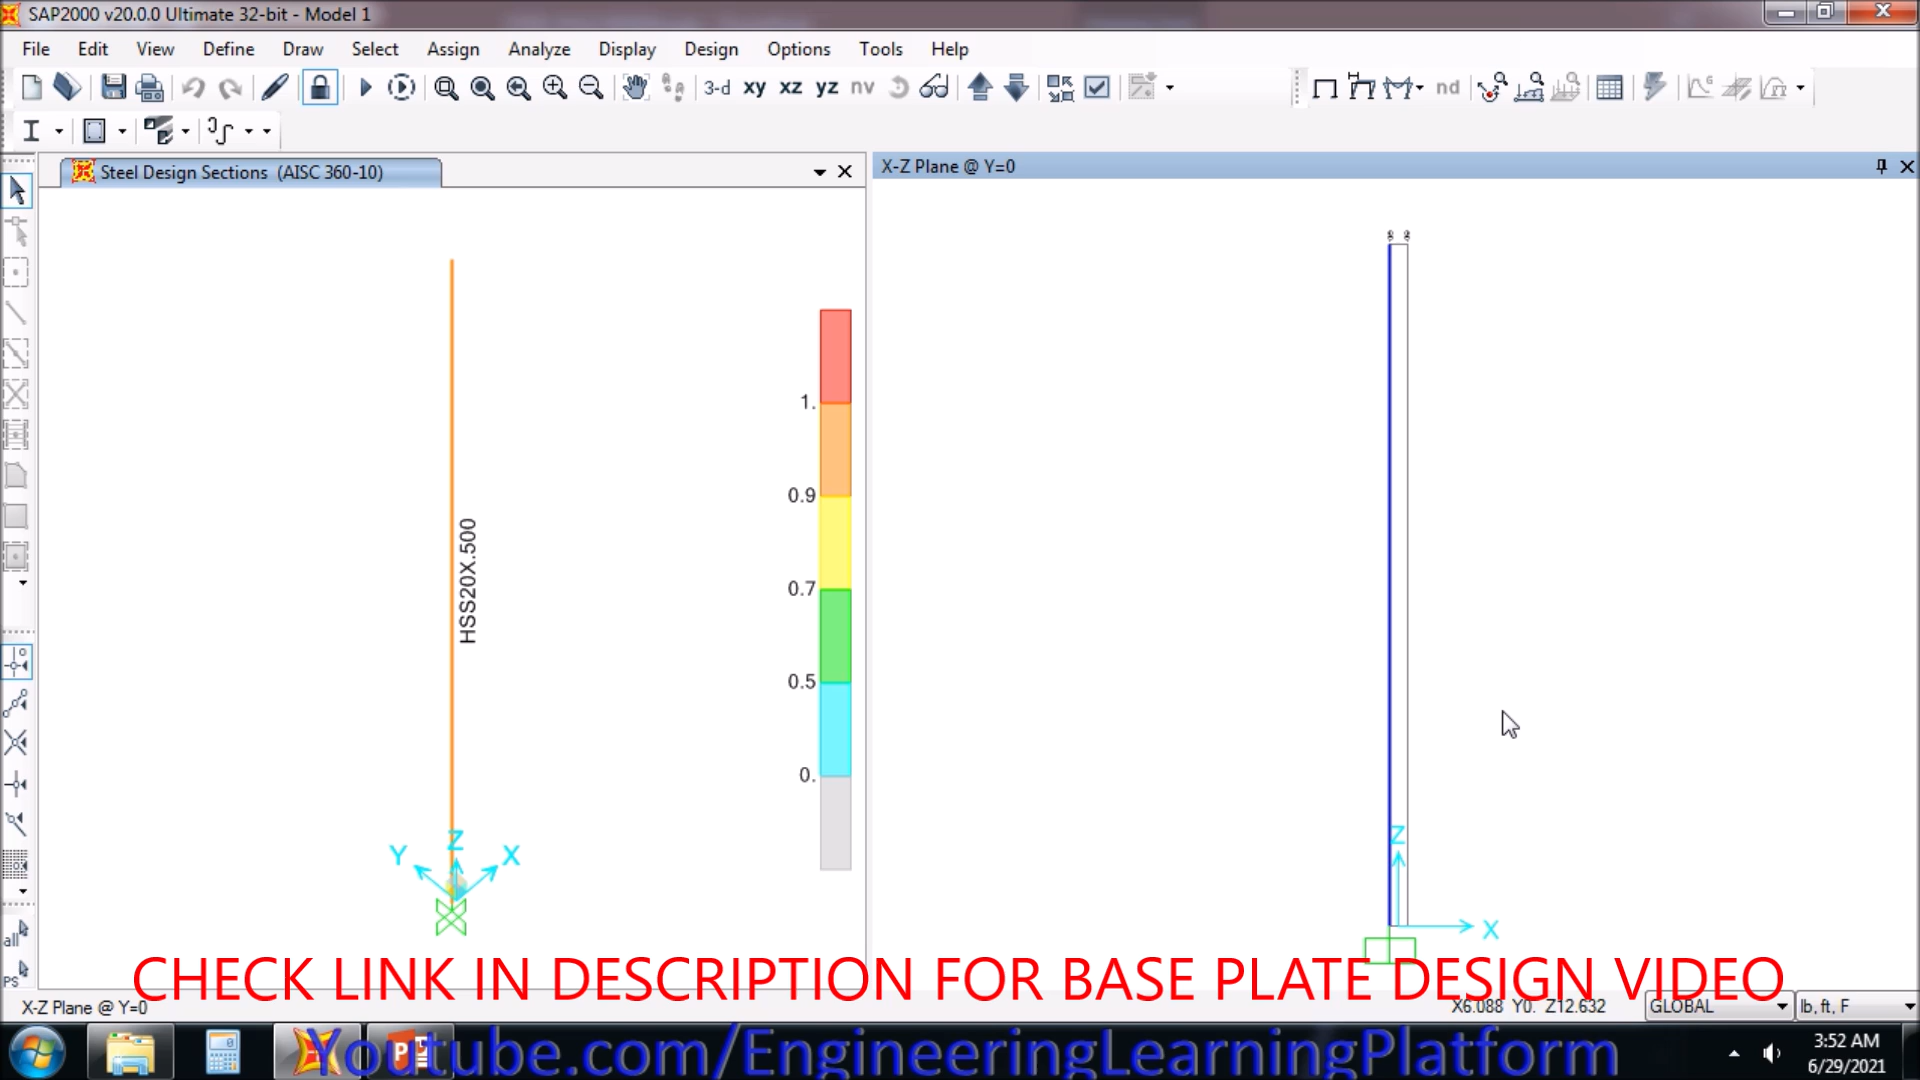 SAP2000 v20.0.0 Ultimate 32-bit - Model 1
File Edit View Define Draw Select Assign Analyze Display Design Options Tools Help
3-d xy xz yz nv nd
Steel Design Sections (AISC 360-10)
X-Z Plane @ Y=0
HSS20X.500
1.
0.9
0.7
0.5
0.
Y Z X
Z
X
all
PS
CHECK LINK IN DESCRIPTION FOR BASE PLATE DESIGN VIDEO
X-Z Plane @ Y=0
X6.088 Y0. Z12.632
GLOBAL
lb, ft, F
Youtube.com/EngineeringLearningPlatform
3:52 AM
6/29/2021